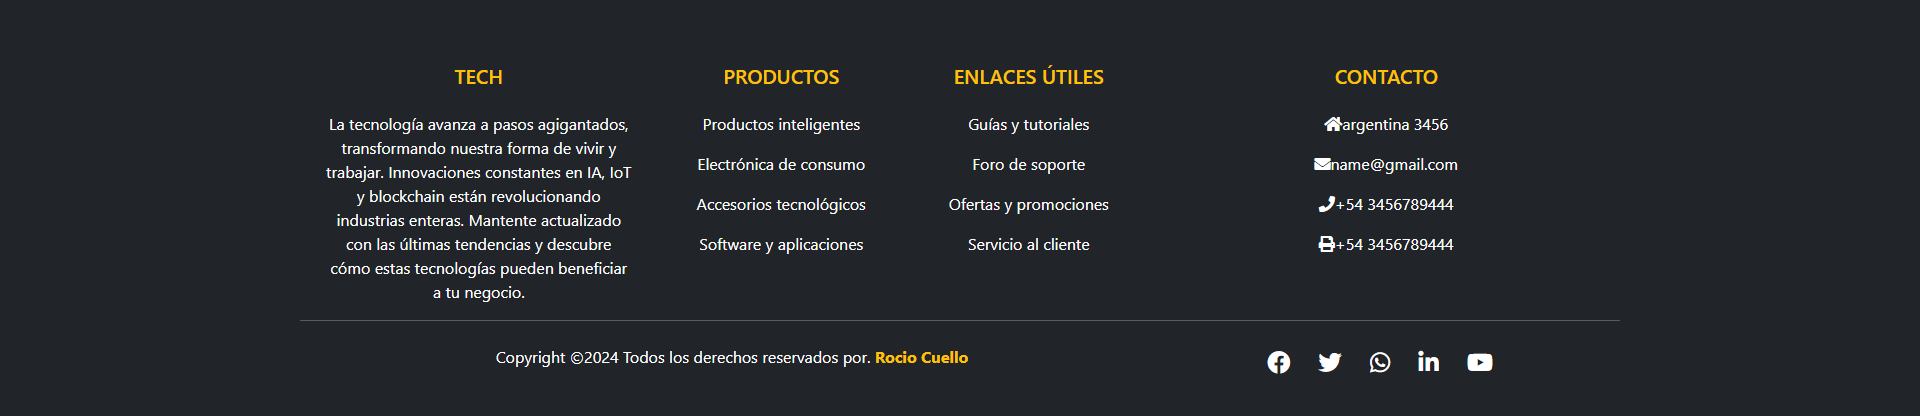 TECH
La tecnología avanza a pasos agigantados,
transformando nuestra forma de vivir y
trabajar. Innovaciones constantes en IA, IoT
y blockchain están revolucionando
industrias enteras. Mantente actualizado
con las últimas tendencias y descubre
cómo estas tecnologías pueden beneficiar
a tu negocio.
PRODUCTOS
Productos inteligentes
Electrónica de consumo
Accesorios tecnológicos
Software y aplicaciones
ENLACES ÚTILES
Guías y tutoriales
Foro de soporte
Ofertas y promociones
Servicio al cliente
CONTACTO
argentina 3456
name@gmail.com
+54 3456789444
+54 3456789444
Copyright ©2024 Todos los derechos reservados por. Rocio Cuello